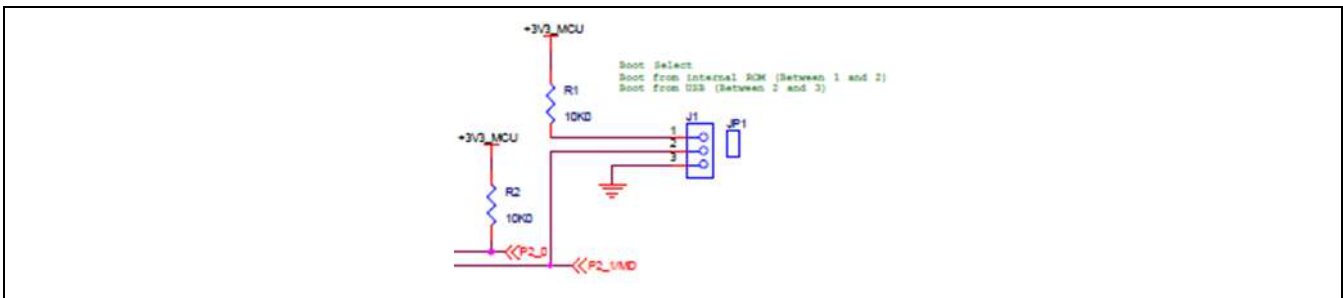 +3V3_MCU
Boot Select
Boot from internal ROM (Between 1 and 2)
Boot from USB (Between 2 and 3)
R1
10K0
J1
JP1
1
2
3
+3V3_MCU
R2
10K0
P2_0
P2_1/MD